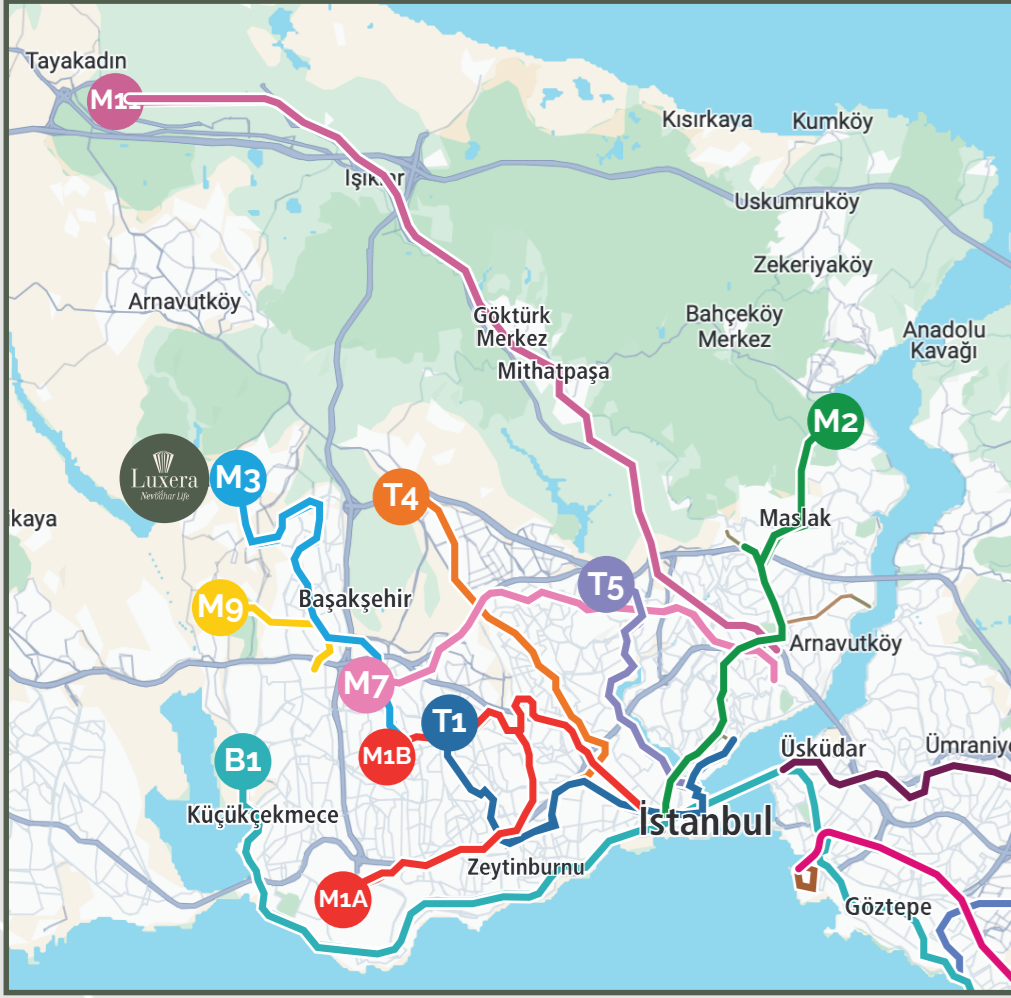 Tayakadın
M11
Kısırkaya
Kumköy
Işıklar
Uskumruköy
Zekeriyaköy
Arnavutköy
Göktürk
Merkez
Bahçeköy
Merkez
Anadolu
Kavağı
Mithatpaşa
M2
Luxera
Nevbahar Life
M3
T4
ikaya
Maslak
T5
M9
Başakşehir
Arnavutköy
M7
T1
M1B
B1
Üsküdar
Ümraniye
Küçükçekmece
İstanbul
Zeytinburnu
M1A
Göztepe